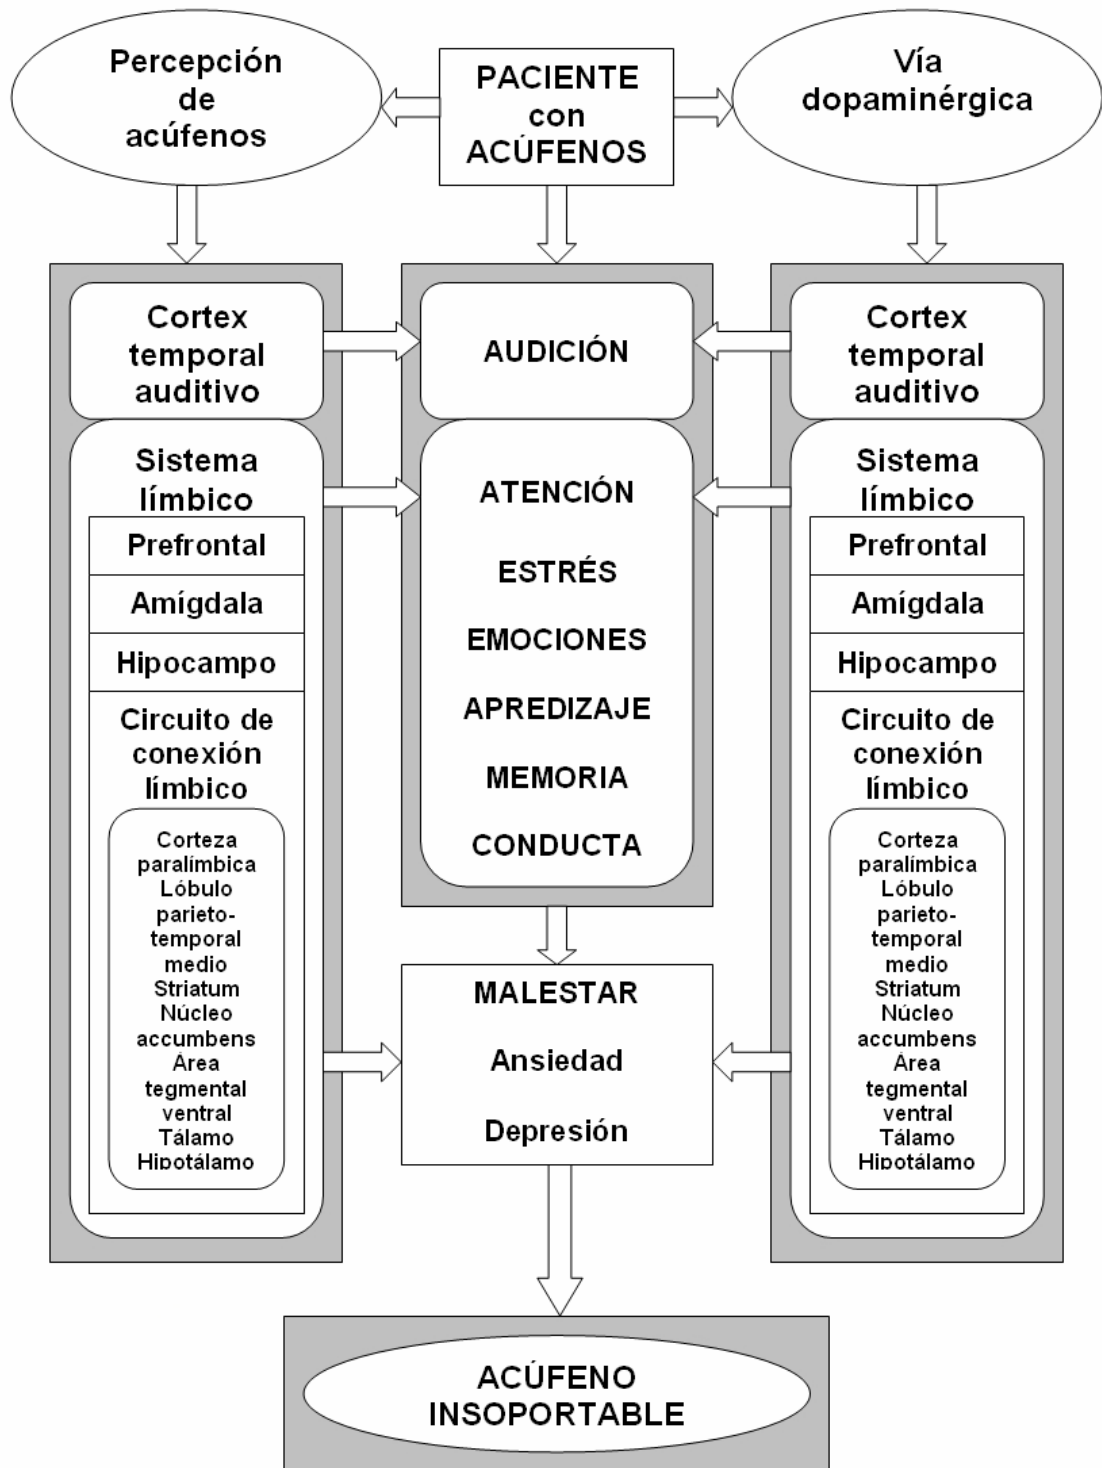 Percepción
de
acúfenos
PACIENTE
con
ACÚFENOS
Vía
dopaminérgica
Cortex
temporal
auditivo
Sistema
límbico
Prefrontal
Amígdala
Hipocampo
Circuito de
conexión
límbico
Corteza
paralímbica
Lóbulo
parieto-
temporal
medio
Striatum
Núcleo
accumbens
Área
tegmental
ventral
Tálamo
Hipotálamo
AUDICIÓN
ATENCIÓN
ESTRÉS
EMOCIONES
APREDIZAJE
MEMORIA
CONDUCTA
MALESTAR
Ansiedad
Depresión
Cortex
temporal
auditivo
Sistema
límbico
Prefrontal
Amígdala
Hipocampo
Circuito de
conexión
límbico
Corteza
paralímbica
Lóbulo
parieto-
temporal
medio
Striatum
Núcleo
accumbens
Área
tegmental
ventral
Tálamo
Hipotálamo
ACÚFENO
INSOPORTABLE